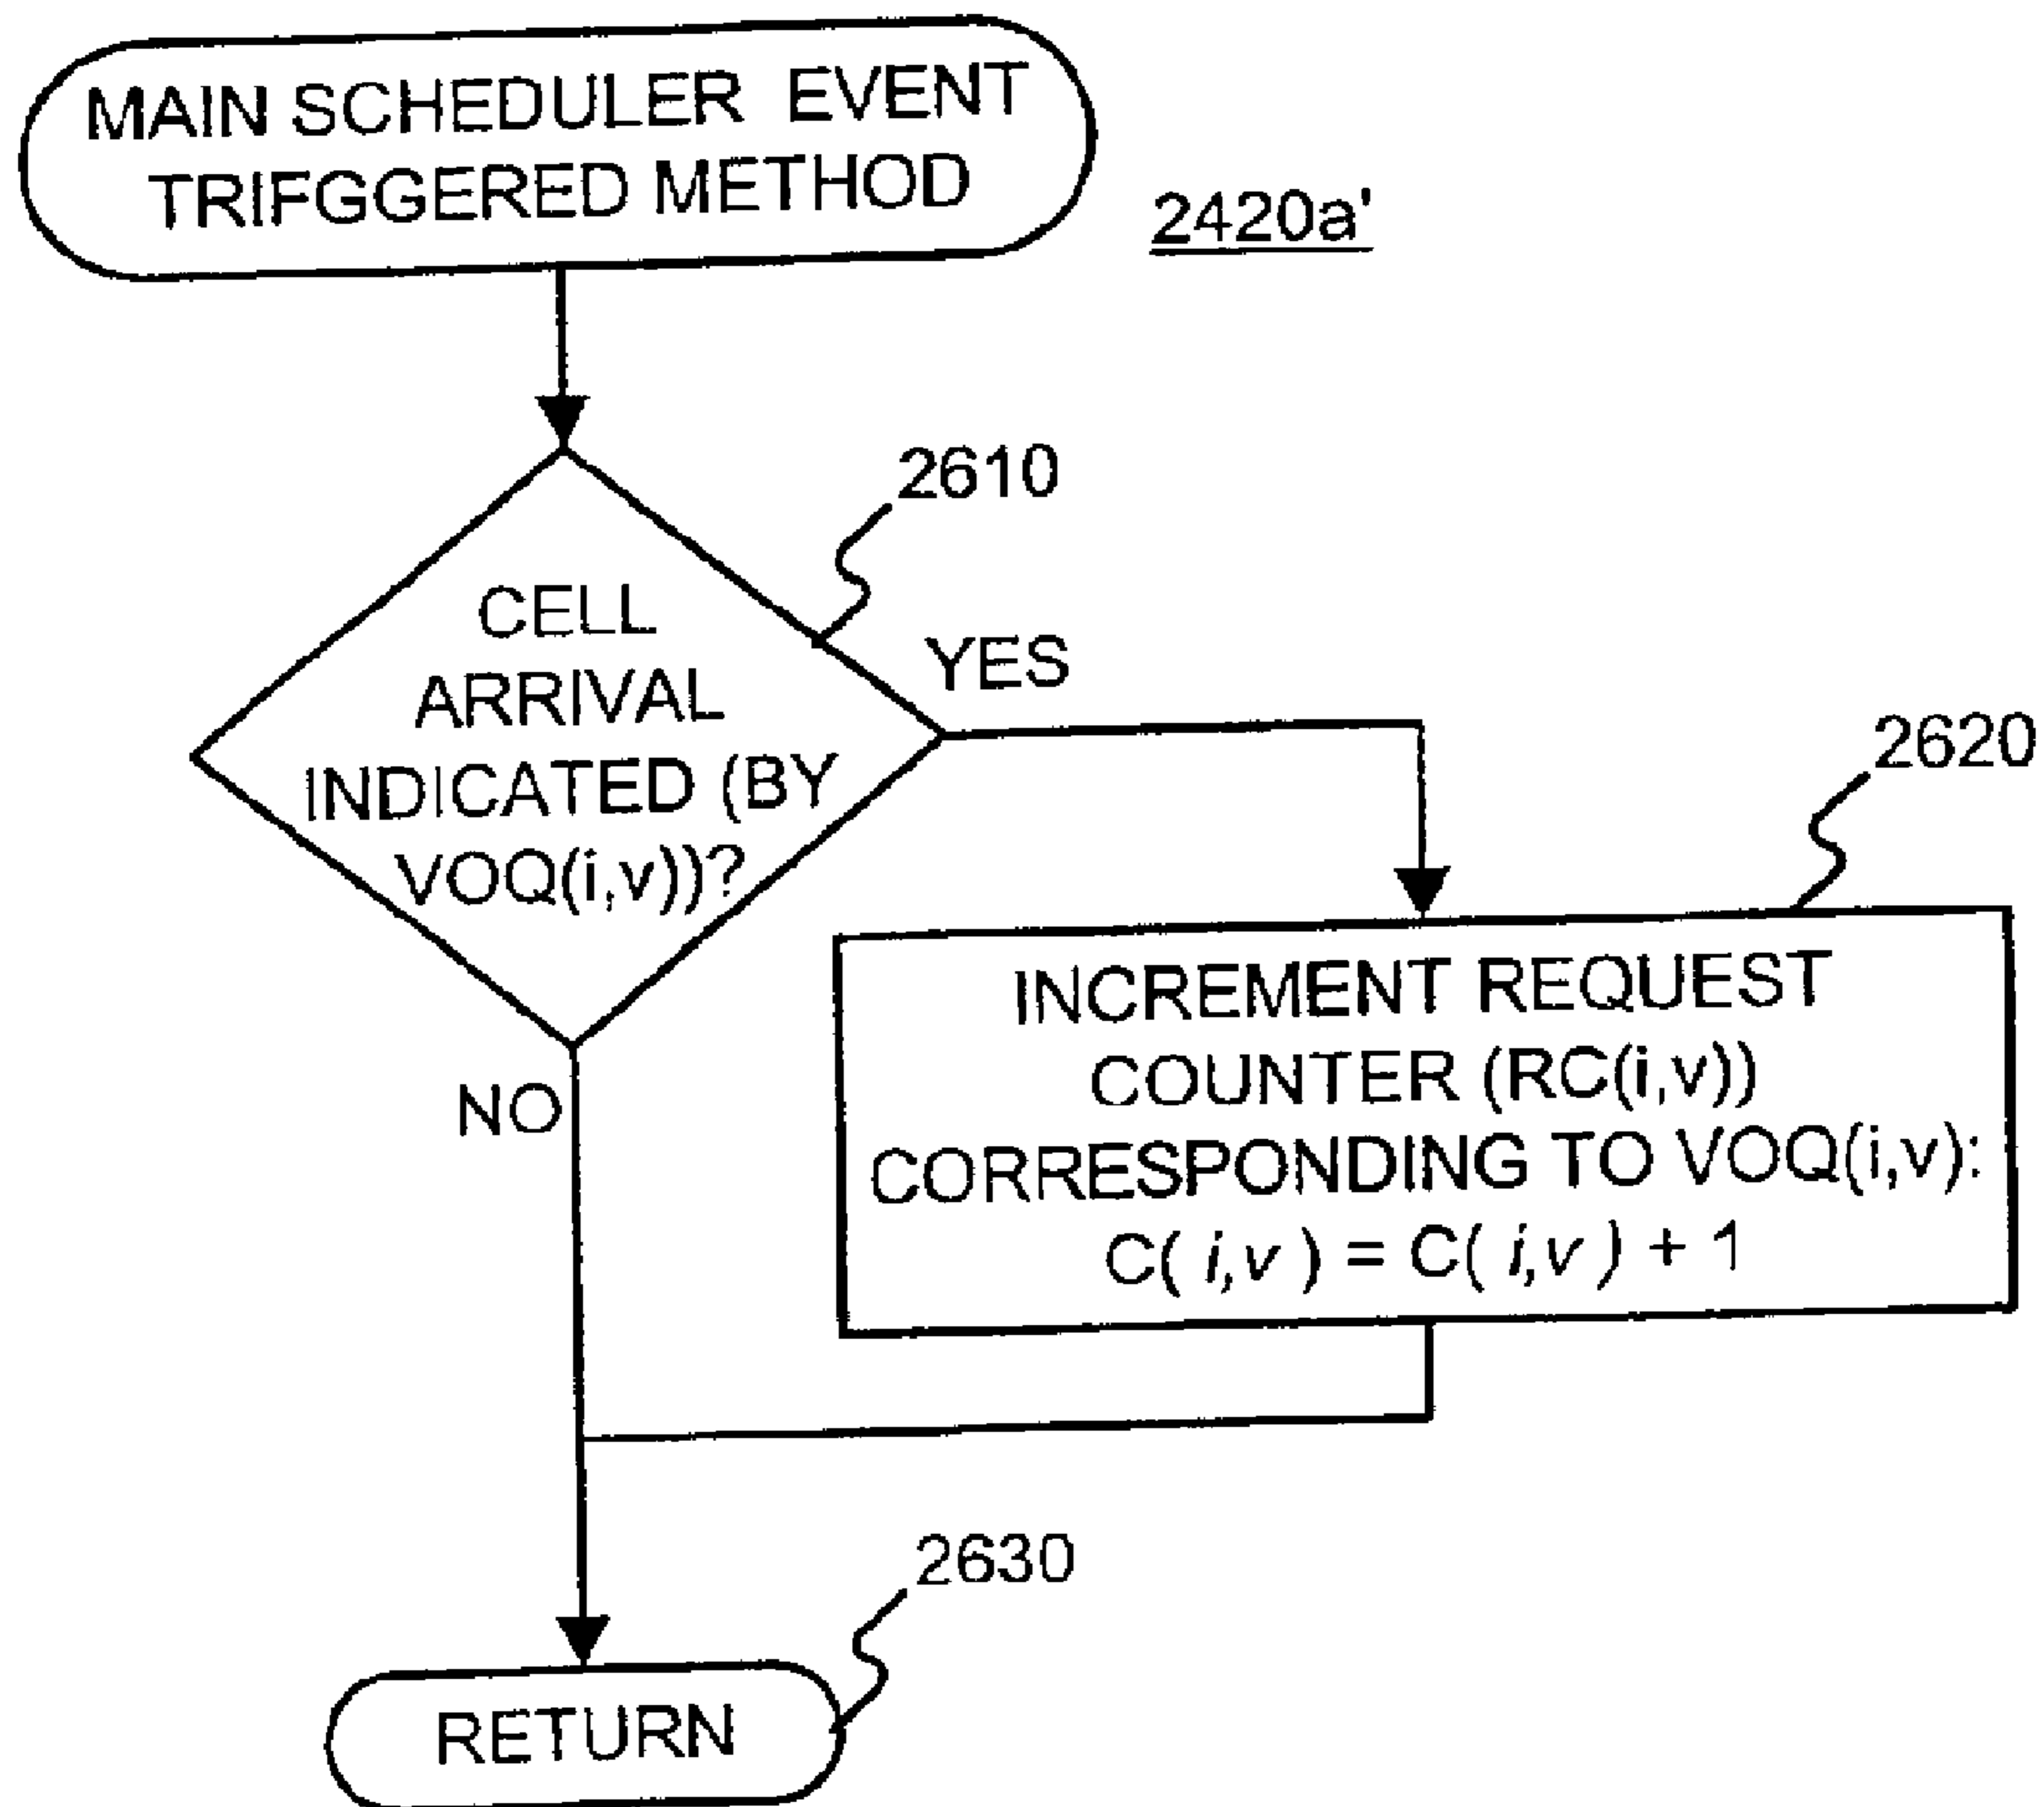 MAIN SCHEDULER EVENT
TRIFGGERED METHOD
2420a'
2610
CELL
ARRIVAL
INDICATED (BY
VOQ(i,v))?
YES
2620
INCREMENT REQUEST
COUNTER (RC(i,v))
CORRESPONDING TO VOQ(i,v):
C( i,v ) = C( i,v ) + 1
NO
2630
RETURN